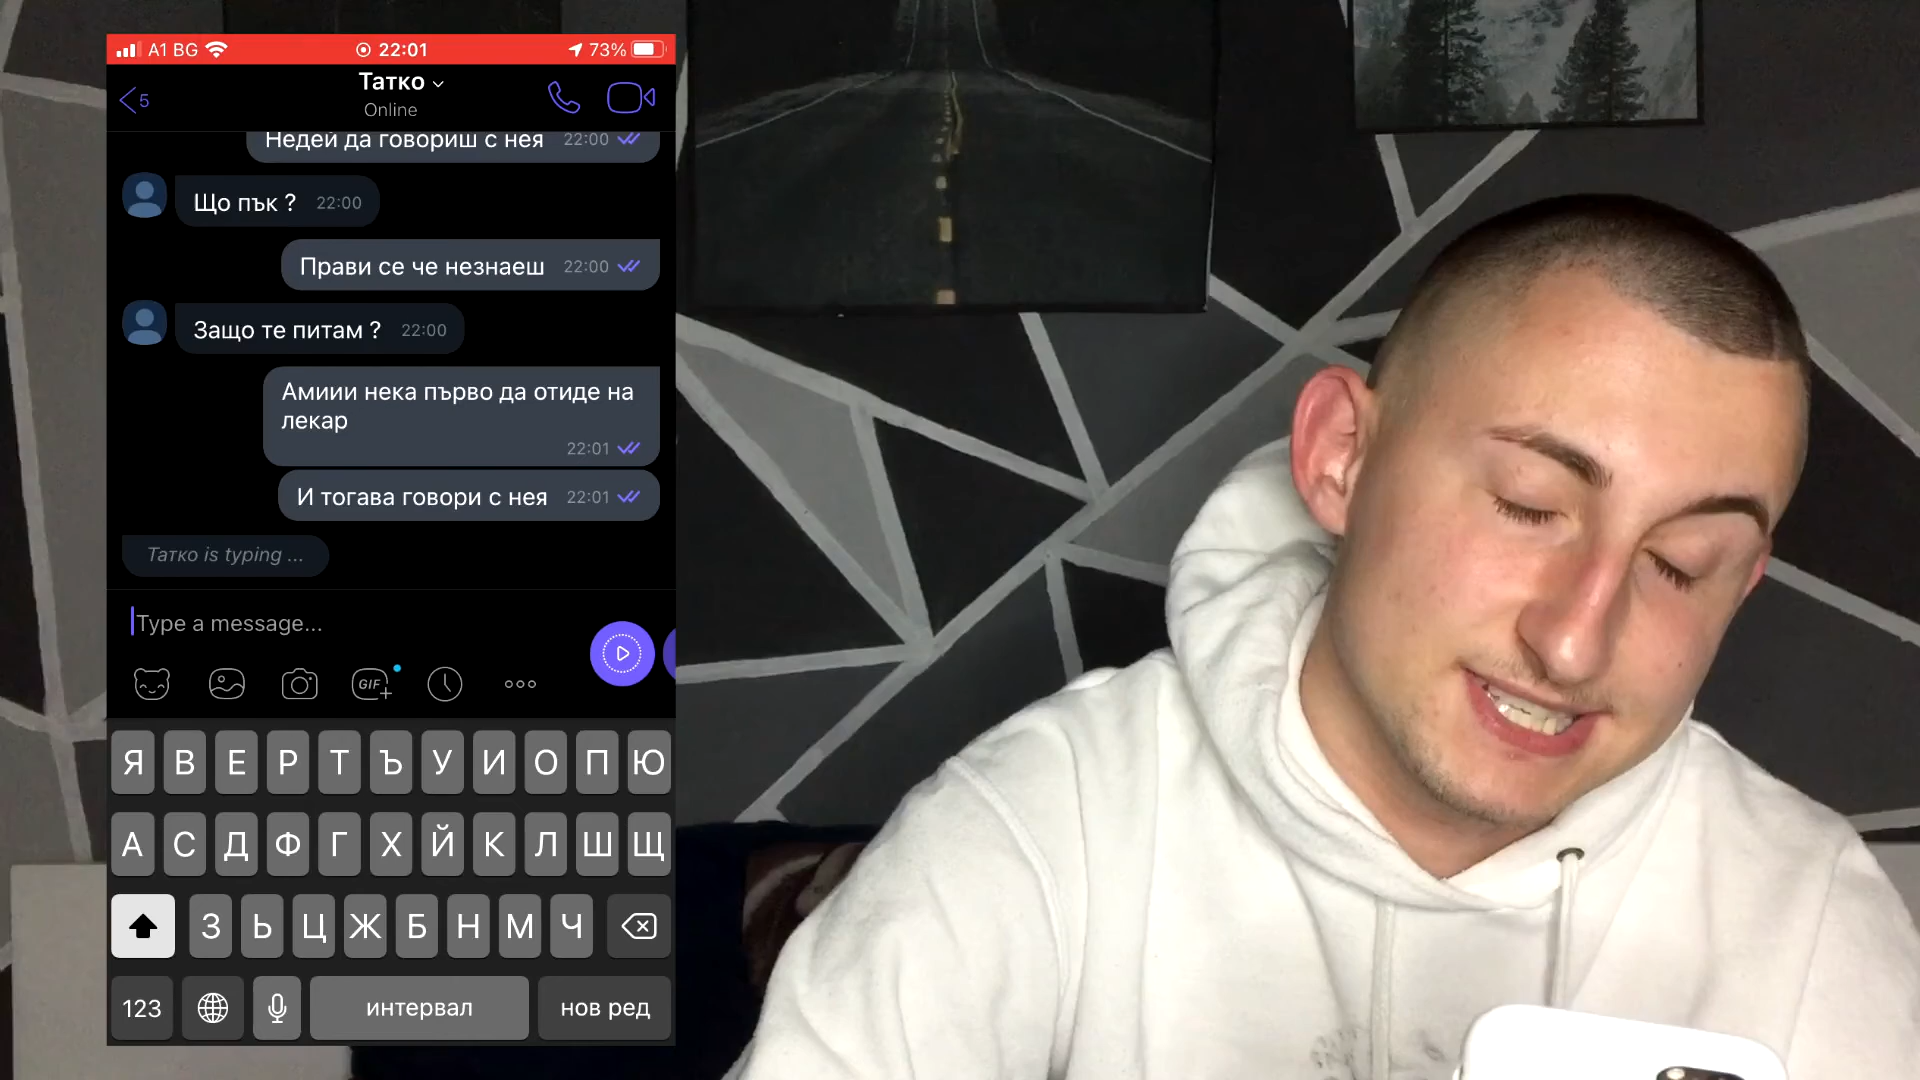 A1 BG 22:01 73%
5 Татко
Online
Недей да говориш с нея 22:00
Що пък ? 22:00
Прави се че незнаеш 22:00
Защо те питам ? 22:00
Амиии нека първо да отиде на
лекар
22:01
И тогава говори с нея 22:01
Татко is typing ...
Type a message...
GIF
Я В Е Р Т Ъ У И О П Ю
А С Д Ф Г Х Й К Л Ш Щ
З Ь Ц Ж Б Н М Ч
123 интервал нов ред